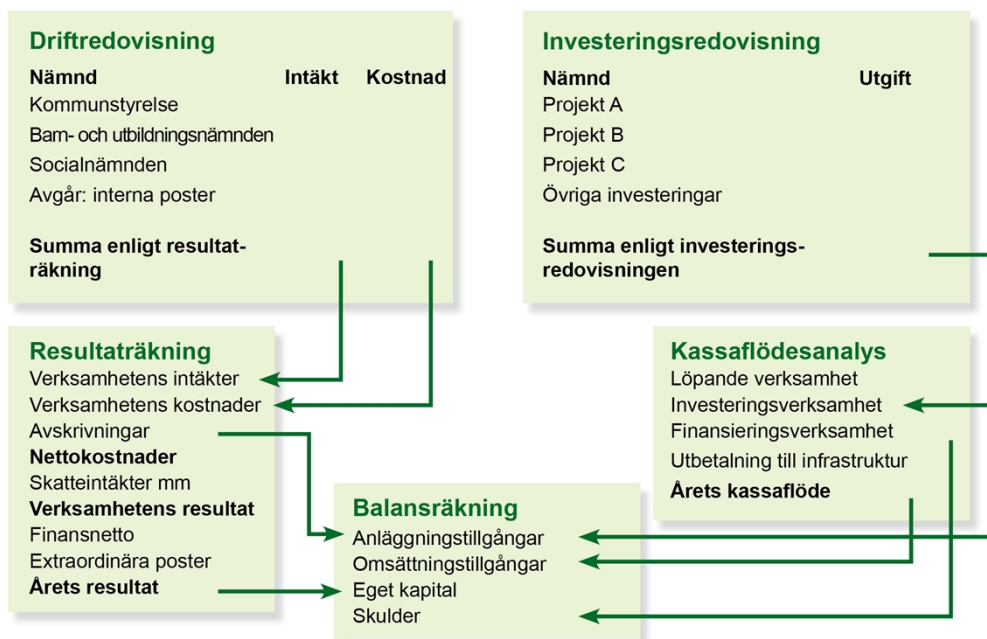 Driftredovisning
Nämnd Intäkt Kostnad
Kommunstyrelse
Barn- och utbildningsnämnden
Socialnämnden
Avgår: interna poster
Summa enligt resultat-
räkning
Investeringsredovisning
Nämnd Utgift
Projekt A
Projekt B
Projekt C
Övriga investeringar
Summa enligt investerings-
redovisningen
Resultaträkning
Verksamhetens intäkter
Verksamhetens kostnader
Avskrivningar
Nettokostnader
Skatteintäkter mm
Verksamhetens resultat
Finansnetto
Extraordinära poster
Årets resultat
Balansräkning
Anläggningstillgångar
Omsättningstillgångar
Eget kapital
Skulder
Kassaflödesanalys
Löpande verksamhet
Investeringsverksamhet
Finansieringsverksamhet
Utbetalning till infrastruktur
Årets kassaflöde